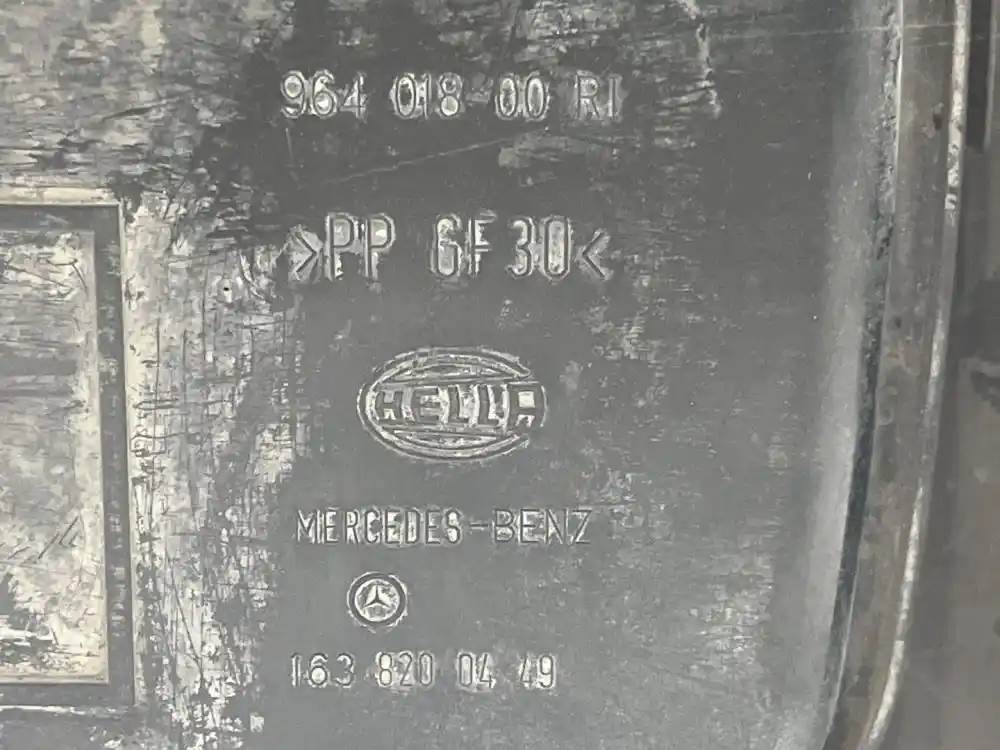 964 018-00 RI
>PP GF30<
HELLA
MERCEDES-BENZ
163 820 04 49